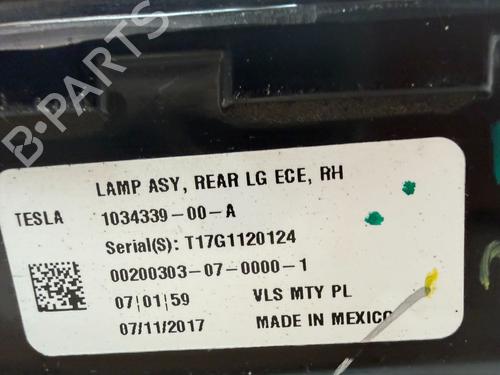 B-PARTS
LAMP ASY, REAR LG ECE, RH
TESLA 1034339-00-A
Serial(S): T17G1120124
00200303-07-0000-1
07|01|59 VLS MTY PL
07/11/2017 MADE IN MEXICO